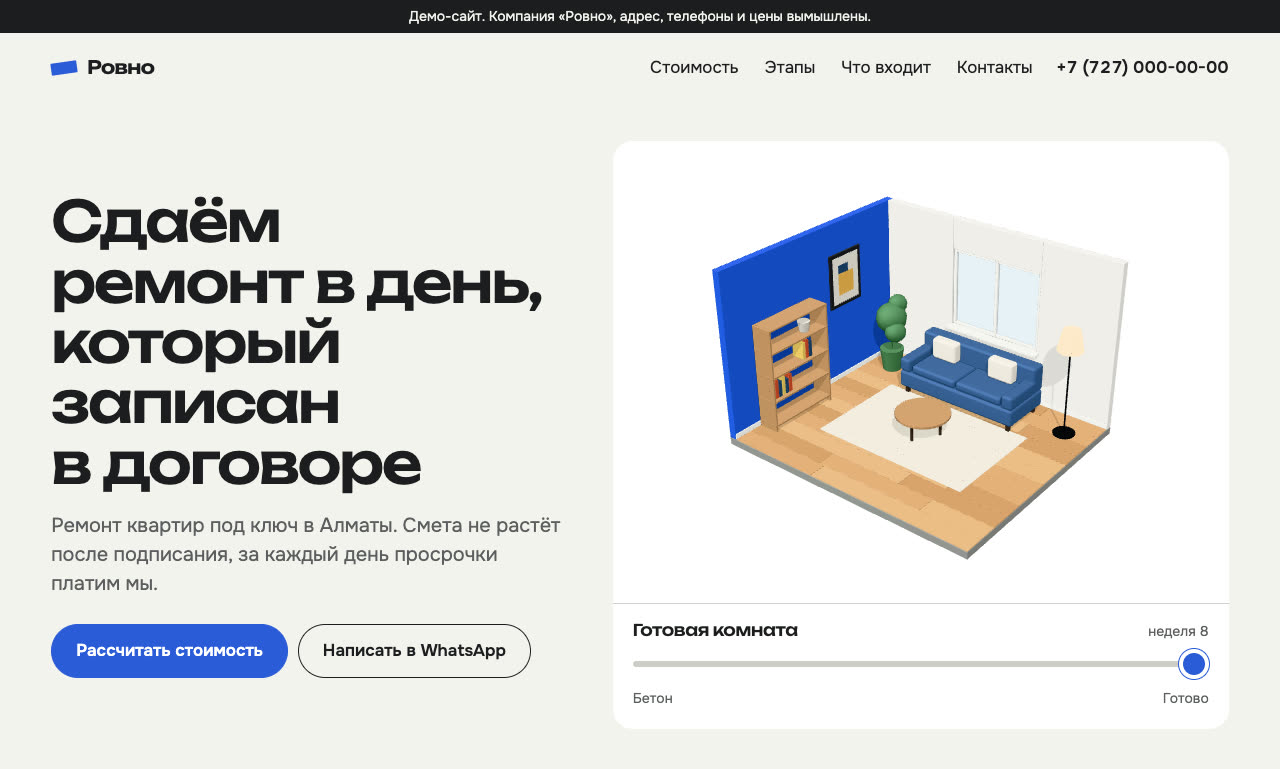 Демо-сайт. Компания «Ровно», адрес, телефоны и цены вымышлены.
Ровно
Стоимость
Этапы
Что входит
Контакты
+7 (727) 000-00-00
Сдаём
ремонт в день,
который
записан
в договоре
Ремонт квартир под ключ в Алматы. Смета не растёт
после подписания, за каждый день просрочки
платим мы.
Рассчитать стоимость
Написать в WhatsApp
Готовая комната
неделя 8
Бетон
Готово